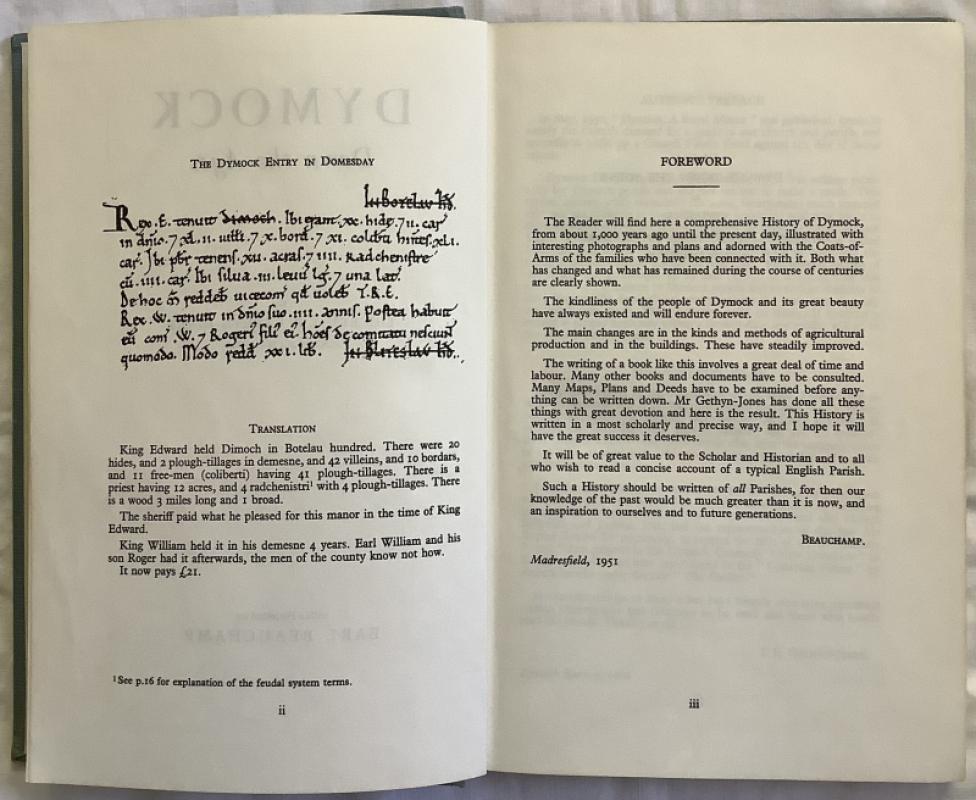 THE DYMOCK ENTRY IN DOMESDAY
Rex . E . tenuit Dimoch . Ibi erant . xx . hidę . 7 . ii . car
in dnio . 7 xl . ii . uilli . 7 . x . bord . 7 xi .
car . Ibi pbr tenens . xii . acras . 7 . iiii . Radchenistre
cu . iiii . car . Ibi silua . iii . leuu lg . 7 una lat .
De hoc m reddeb uicecom qd uoleb T . R . E .
Rex . W . tenuit in dnio suo . iiii . annis . Postea habuit
eu com . W . 7 Rogeri fili ei . hoes de comitatu nesciunt
quomodo . Modo redd xxi . lib .
TRANSLATION
King Edward held Dimoch in Botelau hundred. There were 20
hides, and 2 plough-tillages in demesne, and 42 villeins, and 10 bordars,
and 11 free-men (coliberti) having 41 plough-tillages. There is a
priest having 12 acres, and 4 radchenistri¹ with 4 plough-tillages. There
is a wood 3 miles long and 1 broad.
The sheriff paid what he pleased for this manor in the time of King
Edward.
King William held it in his demesne 4 years. Earl William and his
son Roger had it afterwards, the men of the county know not how.
It now pays £21.
¹ See p.16 for explanation of the feudal system terms.
ii
FOREWORD
The Reader will find here a comprehensive History of Dymock,
from about 1,000 years ago until the present day, illustrated with
interesting photographs and plans and adorned with the Coats-of-
Arms of the families who have been connected with it. Both what
has changed and what has remained during the course of centuries
are clearly shown.
The kindliness of the people of Dymock and its great beauty
have always existed and will endure forever.
The main changes are in the kinds and methods of agricultural
production and in the buildings. These have steadily improved.
The writing of a book like this involves a great deal of time and
labour. Many other books and documents have to be consulted.
Many Maps, Plans and Deeds have to be examined before any-
thing can be written down. Mr Gethyn-Jones has done all these
things with great devotion and here is the result. This History is
written in a most scholarly and precise way, and I hope it will
have the great success it deserves.
It will be of great value to the Scholar and Historian and to all
who wish to read a concise account of a typical English Parish.
Such a History should be written of all Parishes, for then our
knowledge of the past would be much greater than it is now, and
an inspiration to ourselves and to future generations.
BEAUCHAMP.
Madresfield, 1951
iii